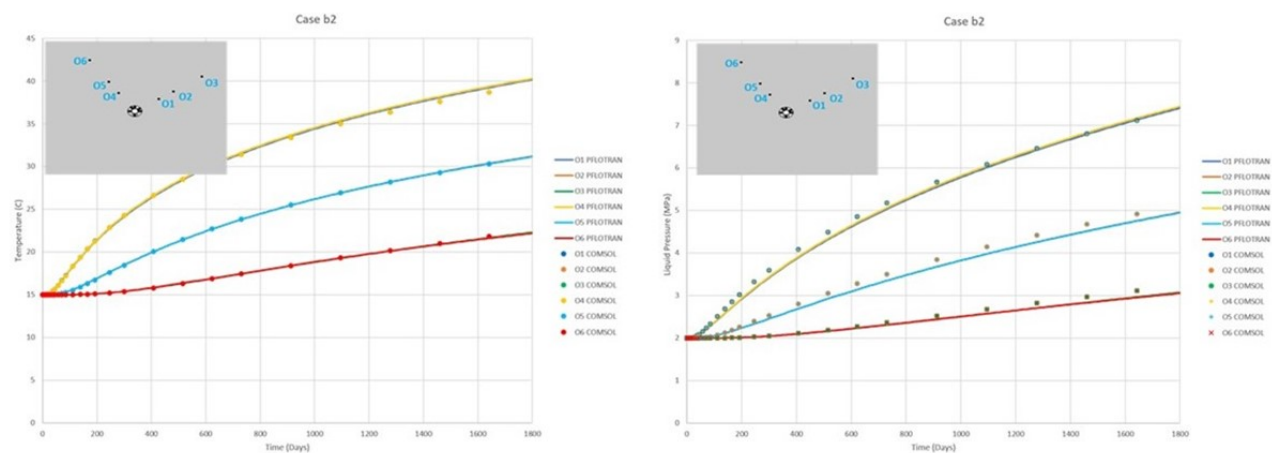 Case b2
45
40
35
30
25
20
15
10
5
0
Temperature (C)
0 200 400 600 800 1000 1200 1400 1600 1800
Time (Days)
O6
O5
O4
O1
O2
O3
O1 PFLOTRAN
O2 PFLOTRAN
O3 PFLOTRAN
O4 PFLOTRAN
O5 PFLOTRAN
O6 PFLOTRAN
O1 COMSOL
O2 COMSOL
O3 COMSOL
O4 COMSOL
O5 COMSOL
O6 COMSOL
Case b2
9
8
7
6
5
4
3
2
1
Liquid Pressure (MPa)
0 200 400 600 800 1000 1200 1400 1600 1800
Time (Days)
O6
O5
O4
O1
O2
O3
O1 PFLOTRAN
O2 PFLOTRAN
O3 PFLOTRAN
O4 PFLOTRAN
O5 PFLOTRAN
O6 PFLOTRAN
O1 COMSOL
O2 COMSOL
O3 COMSOL
O4 COMSOL
O5 COMSOL
O6 COMSOL